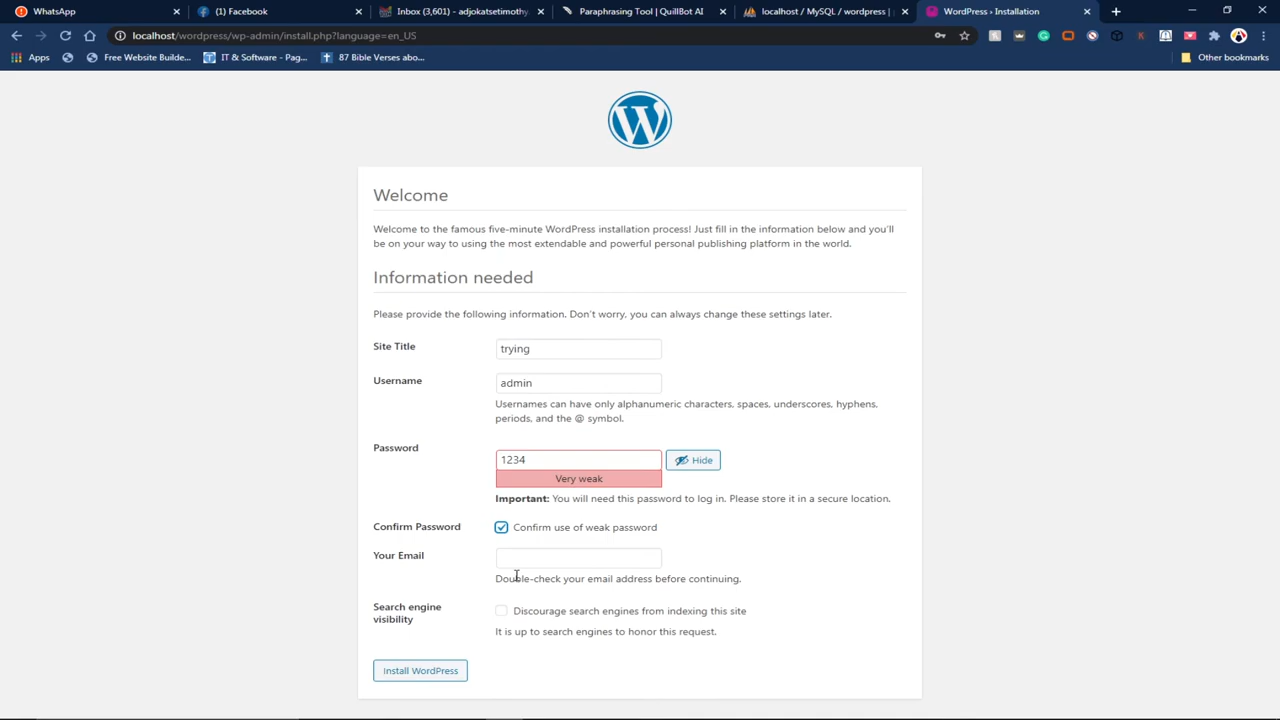 WhatsApp
(1) Facebook
Inbox (3,601) - adjokatsetimothy
Paraphrasing Tool | QuillBot AI
localhost / MySQL / wordpress |
WordPress › Installation
localhost/wordpress/wp-admin/install.php?language=en_US
Apps
Free Website Builde...
IT & Software - Pag...
87 Bible Verses abo...
Other bookmarks
Welcome
Welcome to the famous five-minute WordPress installation process! Just fill in the information below and you'll
be on your way to using the most extendable and powerful personal publishing platform in the world.
Information needed
Please provide the following information. Don't worry, you can always change these settings later.
Site Title
trying
Username
admin
Usernames can have only alphanumeric characters, spaces, underscores, hyphens,
periods, and the @ symbol.
Password
1234
Hide
Very weak
Important: You will need this password to log in. Please store it in a secure location.
Confirm Password
Confirm use of weak password
Your Email
Double-check your email address before continuing.
Search engine
visibility
Discourage search engines from indexing this site
It is up to search engines to honor this request.
Install WordPress